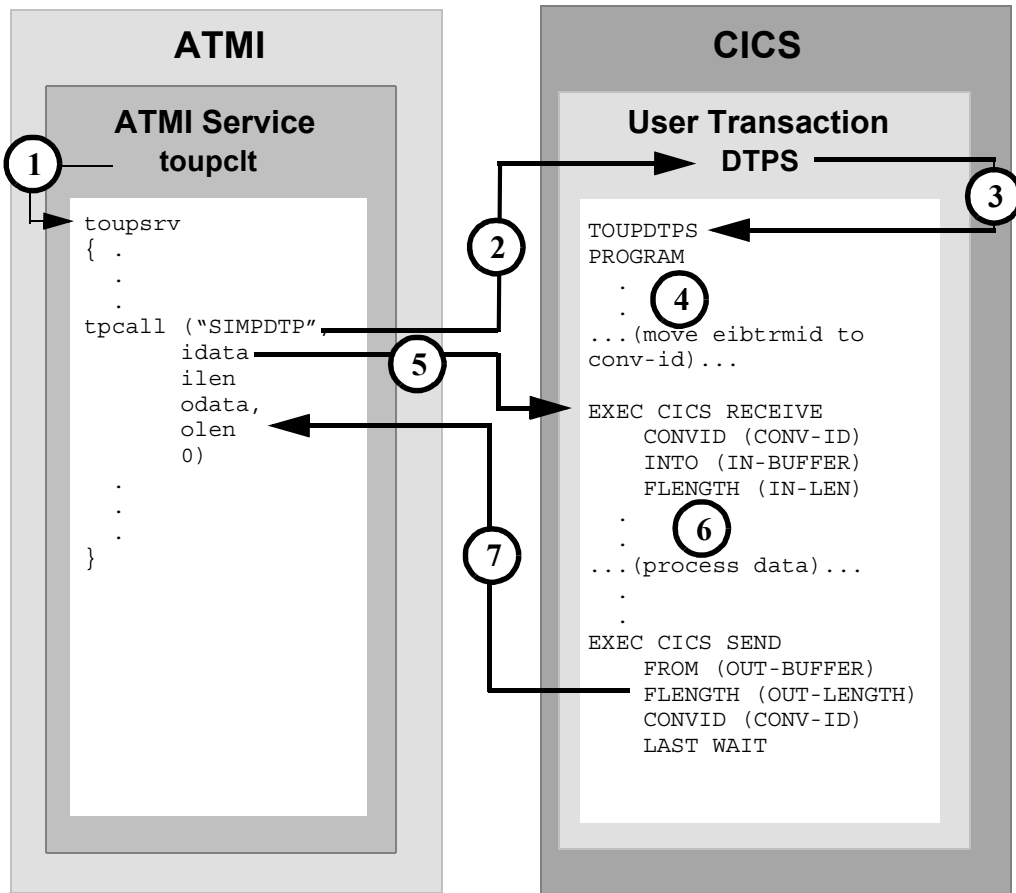 ATMI
ATMI Service
toupclt
1
toupsrv
{ .
.
.
tpcall (“SIMPDTP”,
idata
ilen
odata,
olen
0)
.
.
.
}
2
5
7
CICS
User Transaction
DTPS
3
TOUPDTPS
PROGRAM
.
.
4
...(move eibtrmid to
conv-id)...
EXEC CICS RECEIVE
CONVID (CONV-ID)
INTO (IN-BUFFER)
FLENGTH (IN-LEN)
.
.
6
...(process data)...
.
.
EXEC CICS SEND
FROM (OUT-BUFFER)
FLENGTH (OUT-LENGTH)
CONVID (CONV-ID)
LAST WAIT